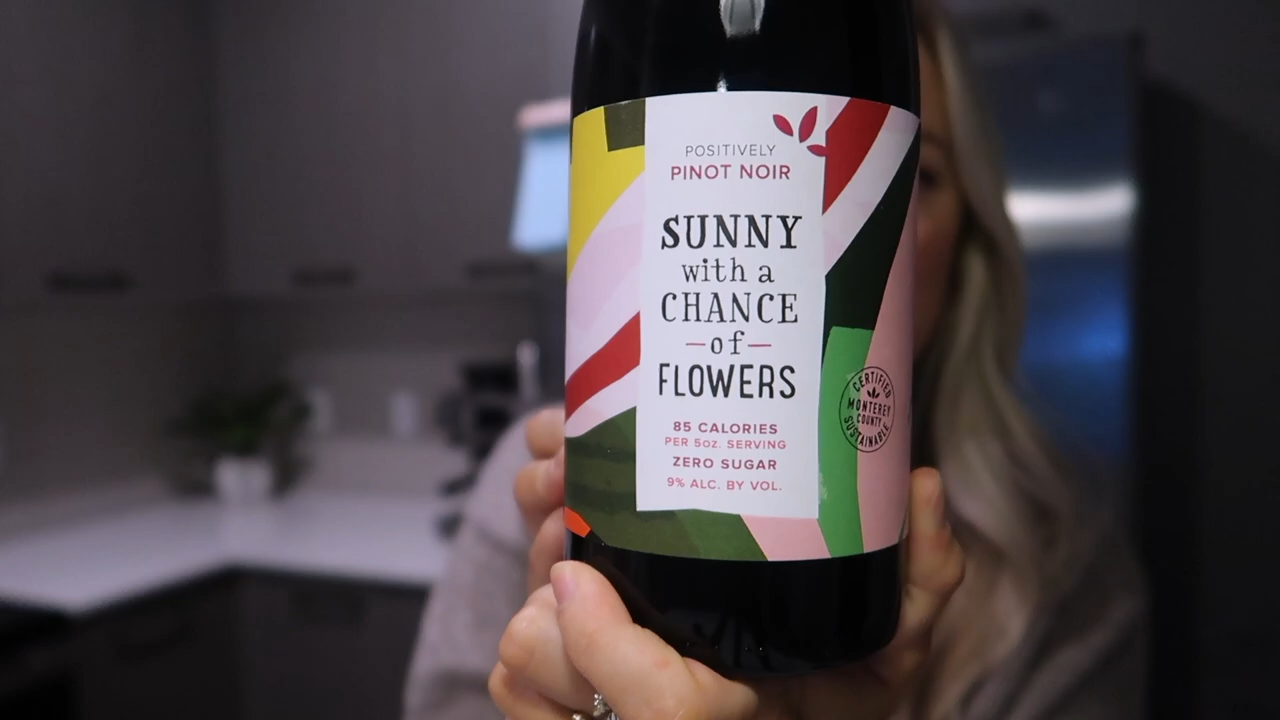 POSITIVELY
PINOT NOIR
SUNNY
with a
CHANCE
of
FLOWERS
85 CALORIES
PER 5oz. SERVING
ZERO SUGAR
9% ALC. BY VOL.
CERTIFIED
MONTEREY
COUNTY
SUSTAINABLE